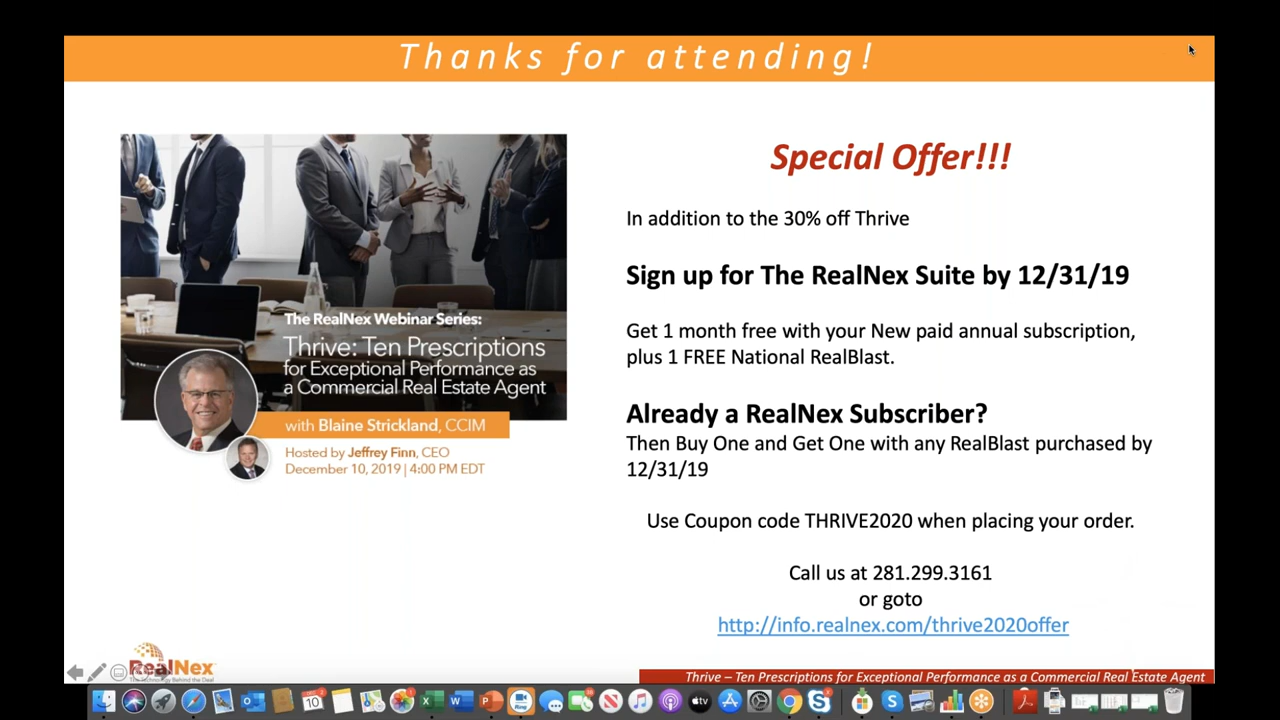 Thanks for attending!
The RealNex Webinar Series:
Thrive: Ten Prescriptions
for Exceptional Performance as
a Commercial Real Estate Agent
with Blaine Strickland, CCIM
Hosted by Jeffrey Finn, CEO
December 10, 2019 | 4:00 PM EDT
Special Offer!!!
In addition to the 30% off Thrive
Sign up for The RealNex Suite by 12/31/19
Get 1 month free with your New paid annual subscription,
plus 1 FREE National RealBlast.
Already a RealNex Subscriber?
Then Buy One and Get One with any RealBlast purchased by
12/31/19
Use Coupon code THRIVE2020 when placing your order.
Call us at 281.299.3161
or goto
http://info.realnex.com/thrive2020offer
RealNex
Thrive – Ten Prescriptions for Exceptional Performance as a Commercial Real Estate Agent
10
tv